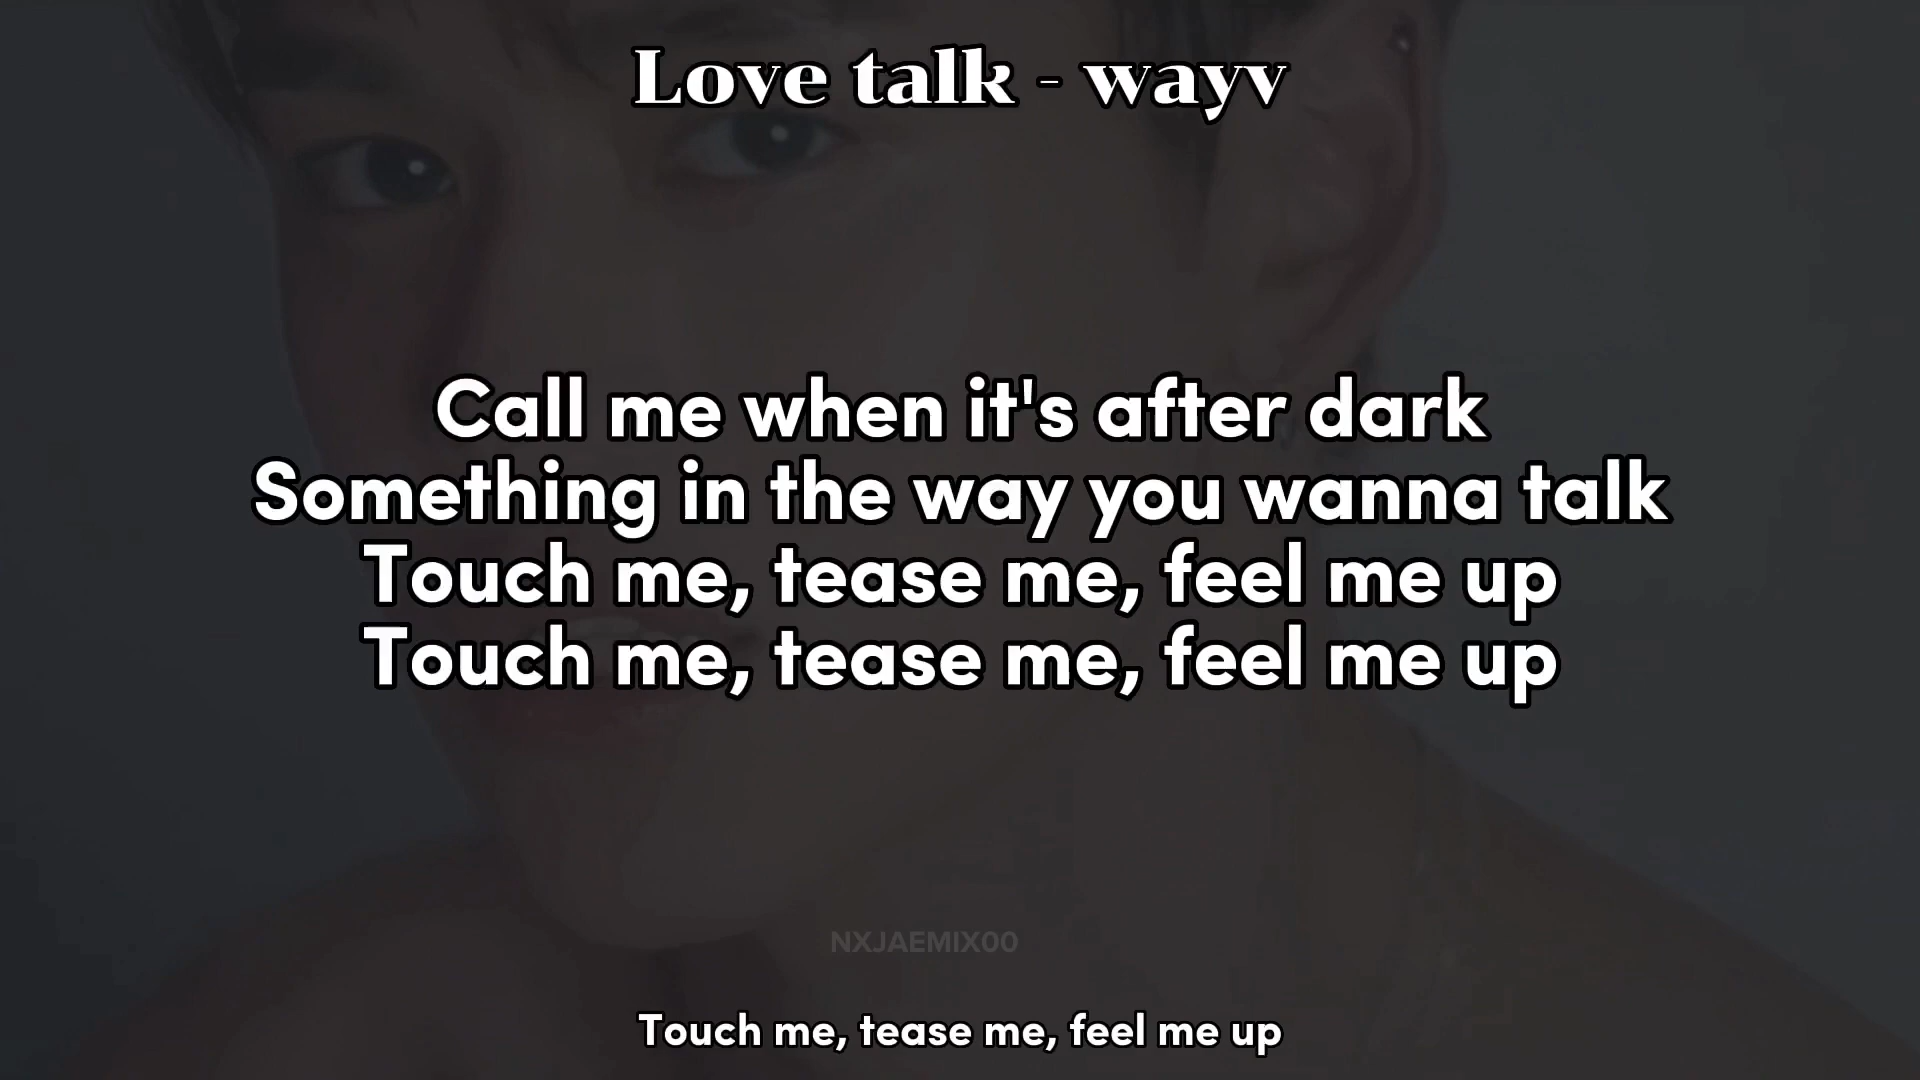 Love talk - wayv
Call me when it's after dark
Something in the way you wanna talk
Touch me, tease me, feel me up
Touch me, tease me, feel me up
NXJAEMIX00
Touch me, tease me, feel me up